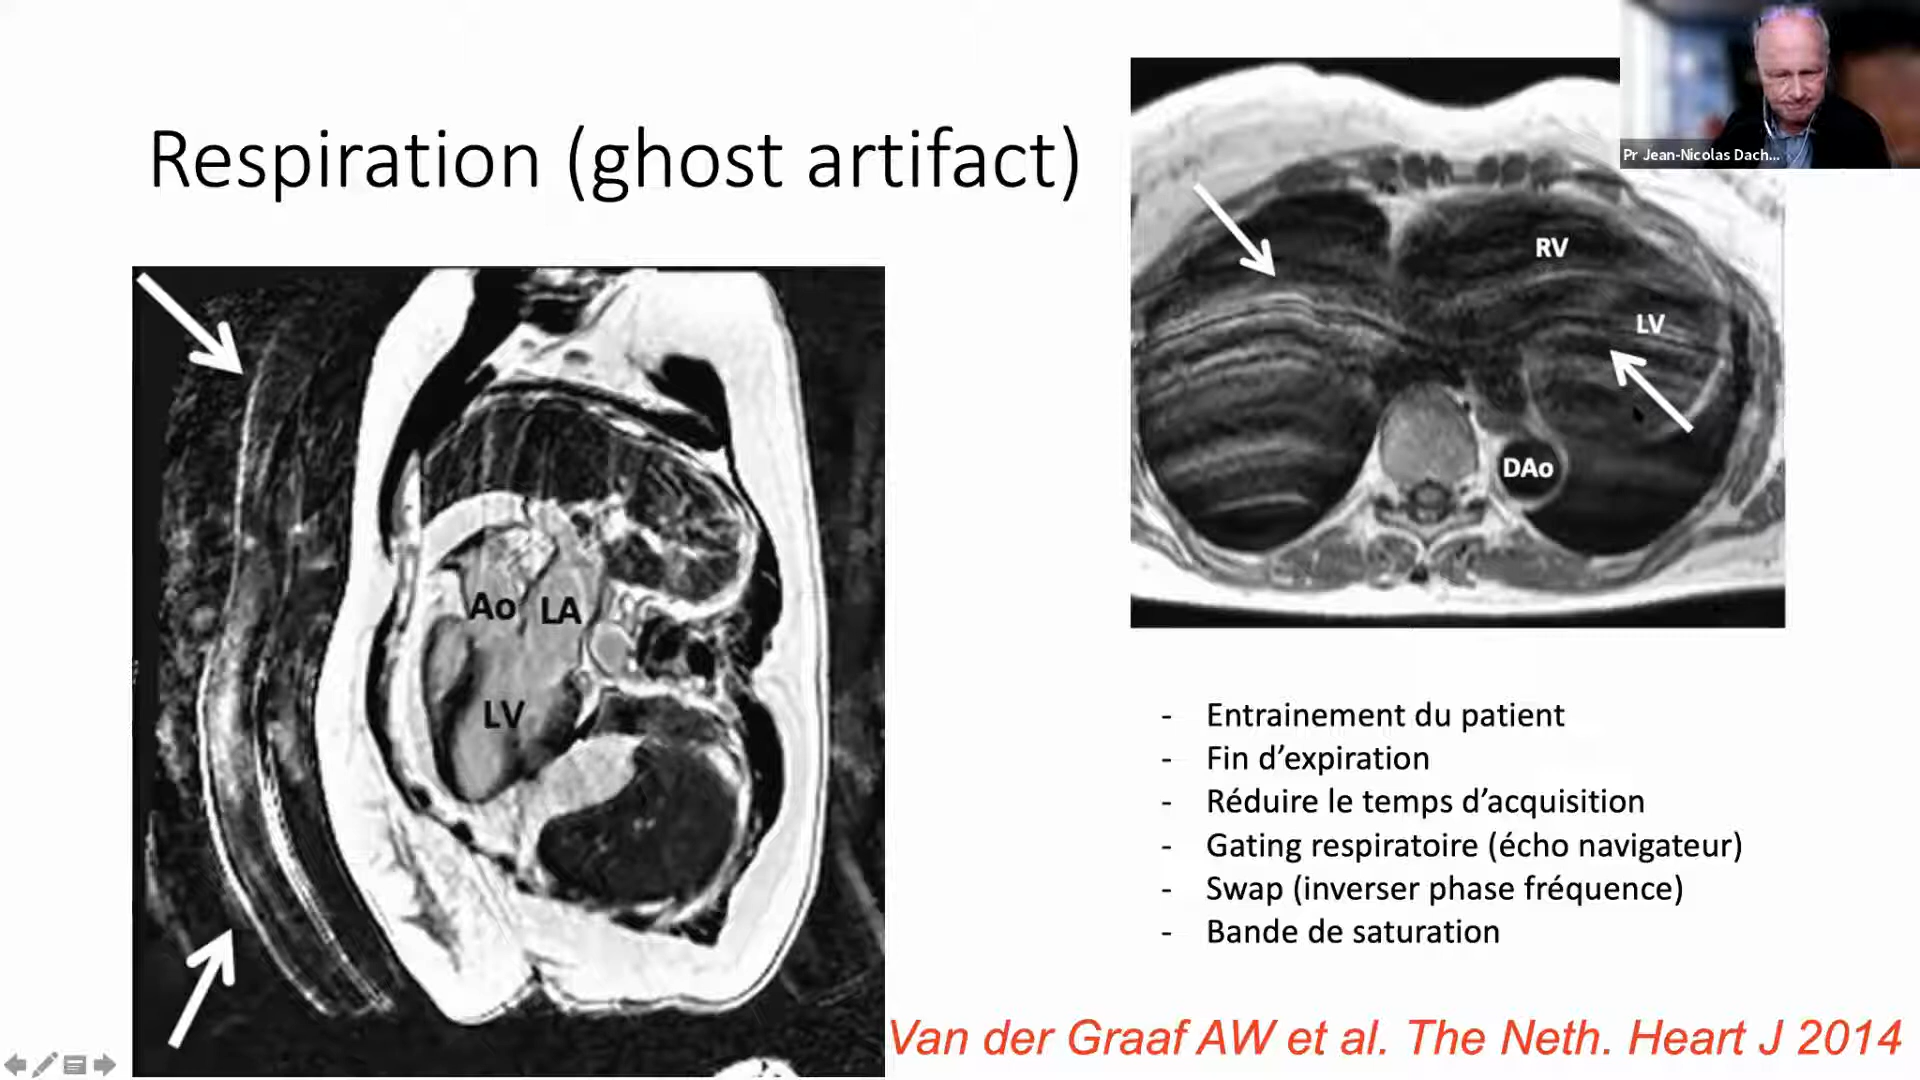 Respiration (ghost artifact)
Pr Jean-Nicolas Dach...
RV
LV
DAo
Ao
LA
LV
- Entrainement du patient
- Fin d’expiration
- Réduire le temps d’acquisition
- Gating respiratoire (écho navigateur)
- Swap (inverser phase fréquence)
- Bande de saturation
Van der Graaf AW et al. The Neth. Heart J 2014